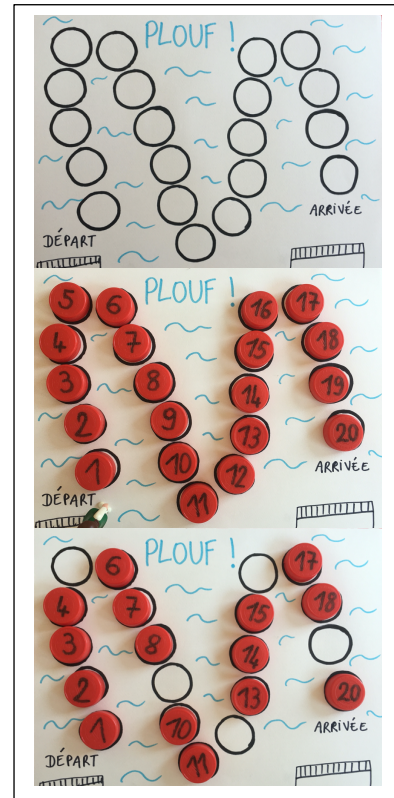 PLOUF !
ARRIVÉE
DÉPART
PLOUF !
5 6 16 17
4 7 15 18
3 8 14 19
2 9 13 20
1 10 12
11
ARRIVÉE
DÉPART
PLOUF !
6 17
4 7 15 18
3 8 14
2 13 20
1 10
11
ARRIVÉE
DÉPART